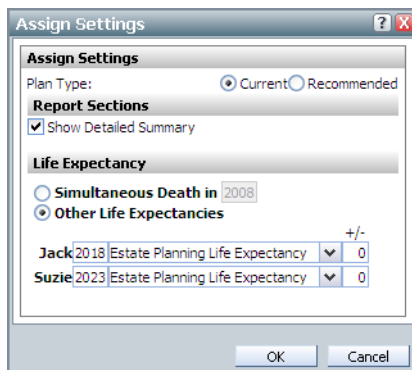 Assign Settings
Assign Settings
Plan Type: Current Recommended
Report Sections
Show Detailed Summary
Life Expectancy
Simultaneous Death in 2008
Other Life Expectancies
+/-
Jack 2018 Estate Planning Life Expectancy 0
Suzie 2023 Estate Planning Life Expectancy 0
OK Cancel